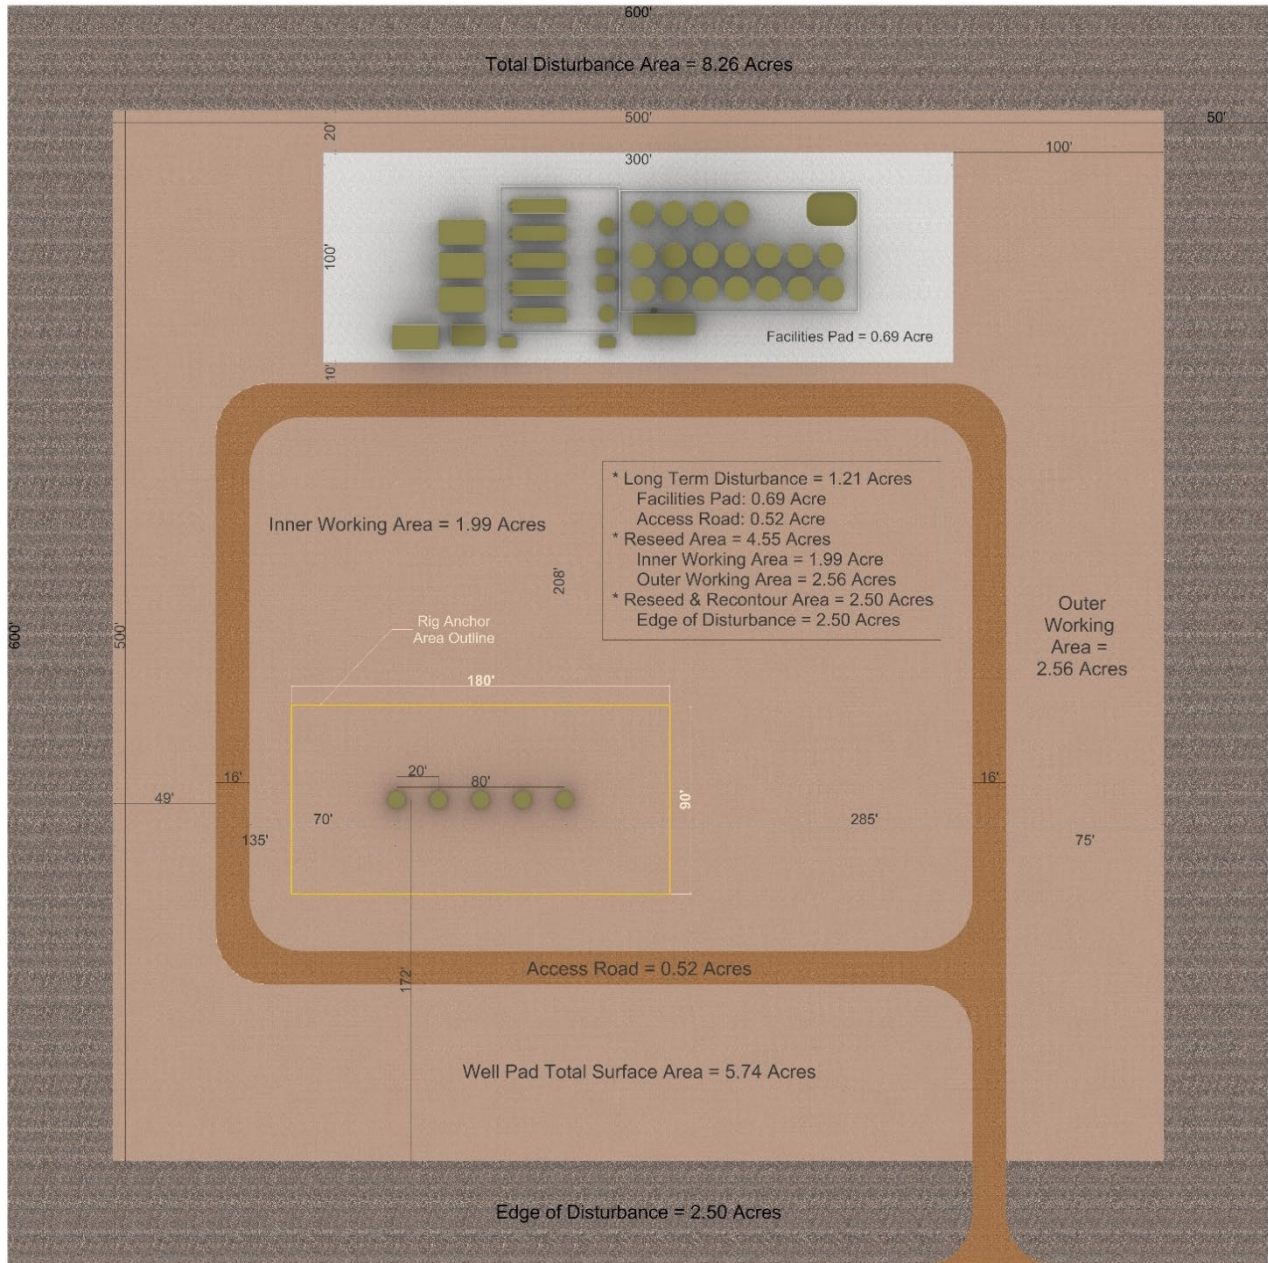 600'
Total Disturbance Area = 8.26 Acres
500'
50'
20'
300'
100'
100'
Facilities Pad = 0.69 Acre
10'
* Long Term Disturbance = 1.21 Acres
Facilities Pad: 0.69 Acre
Access Road: 0.52 Acre
* Reseed Area = 4.55 Acres
Inner Working Area = 1.99 Acre
Outer Working Area = 2.56 Acres
* Reseed & Recontour Area = 2.50 Acres
Edge of Disturbance = 2.50 Acres
Inner Working Area = 1.99 Acres
208'
Rig Anchor
Area Outline
600'
500'
Outer
Working
Area =
2.56 Acres
180'
20'
80'
16'
16'
49'
90'
70'
135'
285'
75'
Access Road = 0.52 Acres
172'
Well Pad Total Surface Area = 5.74 Acres
Edge of Disturbance = 2.50 Acres